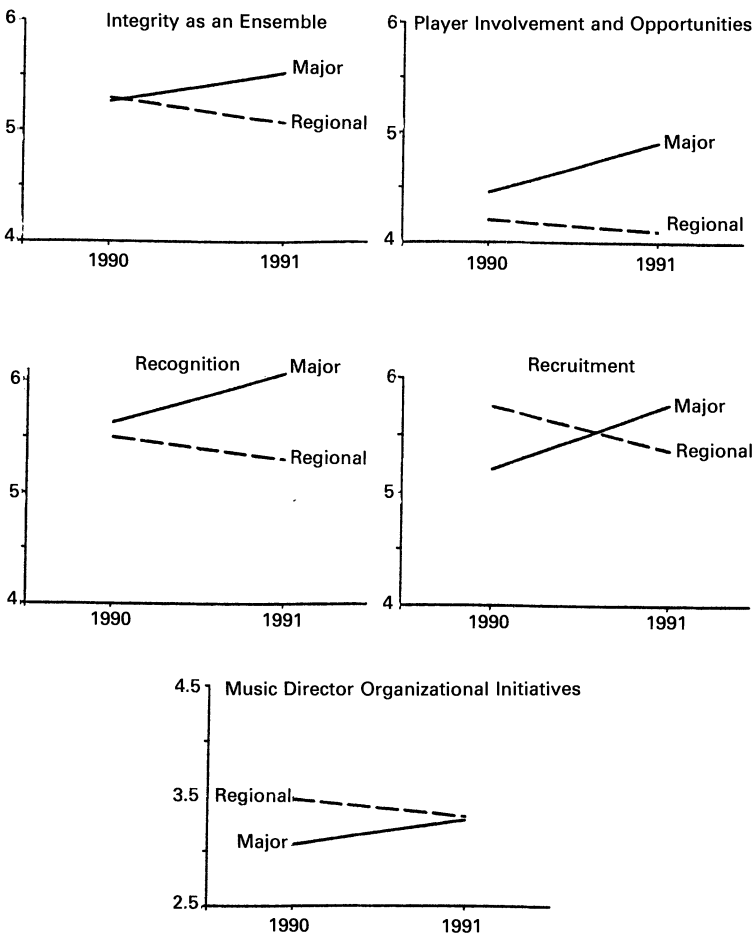 Integrity as an Ensemble
6
5
4
Major
Regional
1990
1991
Player Involvement and Opportunities
6
5
4
Major
Regional
1990
1991
Recognition
6
5
4
Major
Regional
1990
1991
Recruitment
6
5
4
Major
Regional
1990
1991
Music Director Organizational Initiatives
4.5
3.5
2.5
Regional
Major
1990
1991